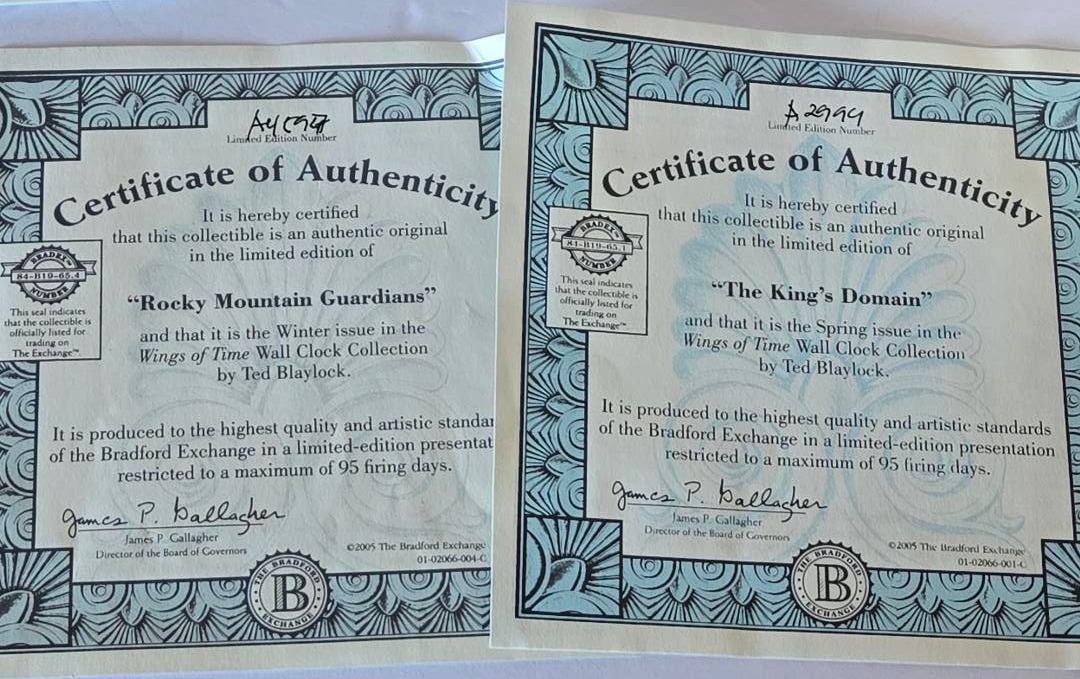 Limited Edition Number
Certificate of Authenticity
It is hereby certified
that this collectible is an authentic original
in the limited edition of
BRADEX
84-B19-65.4
NUMBER
This seal indicates
that the collectible is
officially listed for
trading on
The Exchange™
“Rocky Mountain Guardians”
and that it is the Winter issue in the
Wings of Time Wall Clock Collection
by Ted Blaylock.
It is produced to the highest quality and artistic standar
of the Bradford Exchange in a limited-edition presentat
restricted to a maximum of 95 firing days.
James P. Gallagher
James P. Gallagher
Director of the Board of Governors
©2005 The Bradford Exchange
01-02066-004-C
THE BRADFORD
B
EXCHANGE
Limited Edition Number
Certificate of Authenticity
It is hereby certified
that this collectible is an authentic original
in the limited edition of
BRADEX
84-B19-65.1
NUMBER
This seal indicates
that the collectible is
officially listed for
trading on
The Exchange™
“The King's Domain”
and that it is the Spring issue in the
Wings of Time Wall Clock Collection
by Ted Blaylock.
It is produced to the highest quality and artistic standards
of the Bradford Exchange in a limited-edition presentation
restricted to a maximum of 95 firing days.
James P. Gallagher
James P. Gallagher
Director of the Board of Governors
©2005 The Bradford Exchange
01-02066-001-C
THE BRADFORD
B
EXCHANGE